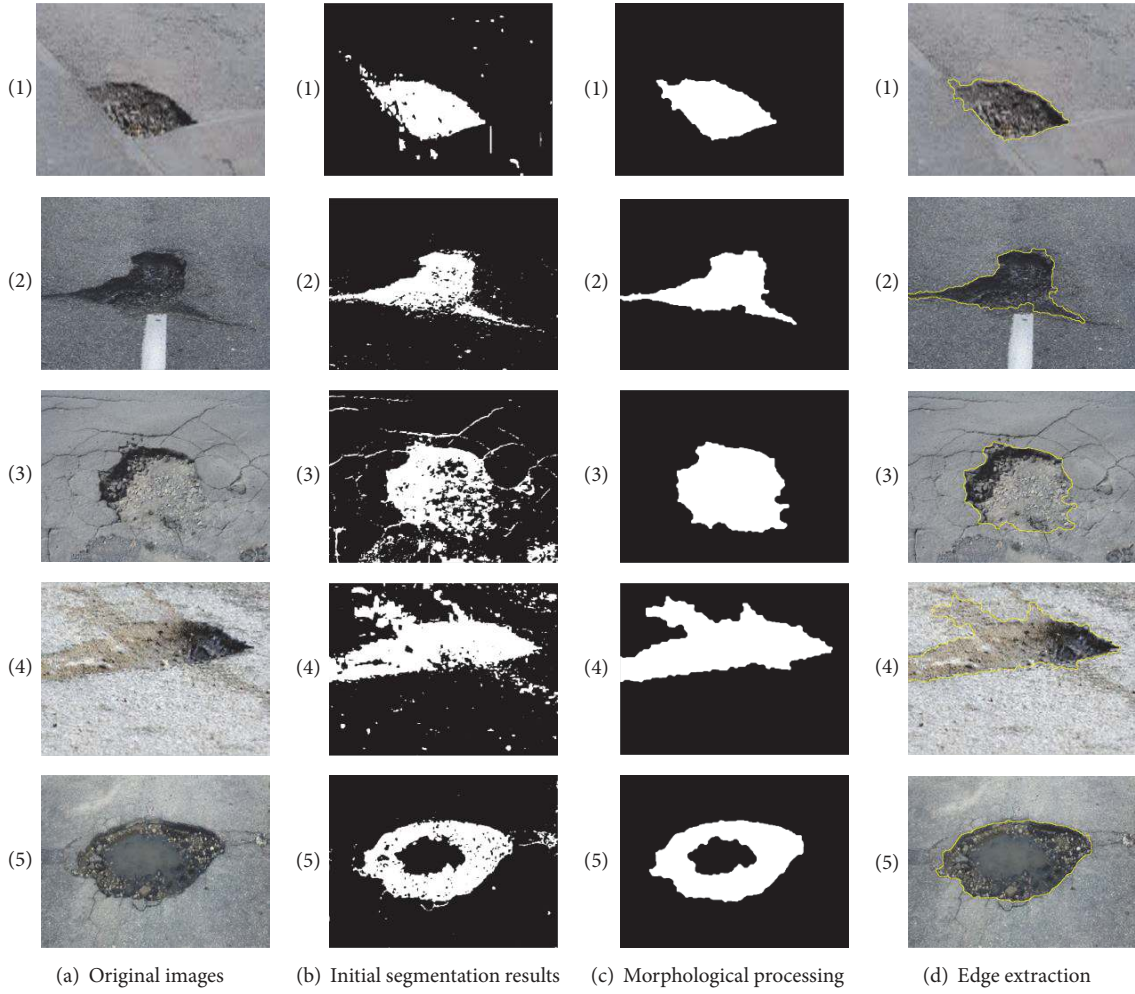 (1) (1) (1) (1)
(2) (2) (2) (2)
(3) (3) (3) (3)
(4) (4) (4) (4)
(5) (5) (5) (5)
(a) Original images (b) Initial segmentation results (c) Morphological processing (d) Edge extraction